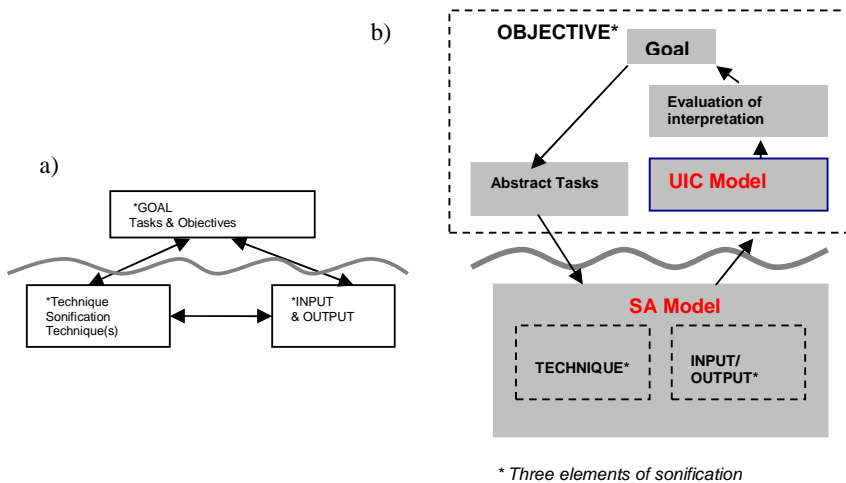 a)
*GOAL
Tasks & Objectives
*Technique
Sonification
Technique(s)
*INPUT
& OUTPUT
b)
OBJECTIVE*
Goal
Evaluation of
interpretation
Abstract Tasks
UIC Model
SA Model
TECHNIQUE*
INPUT/
OUTPUT*
* Three elements of sonification